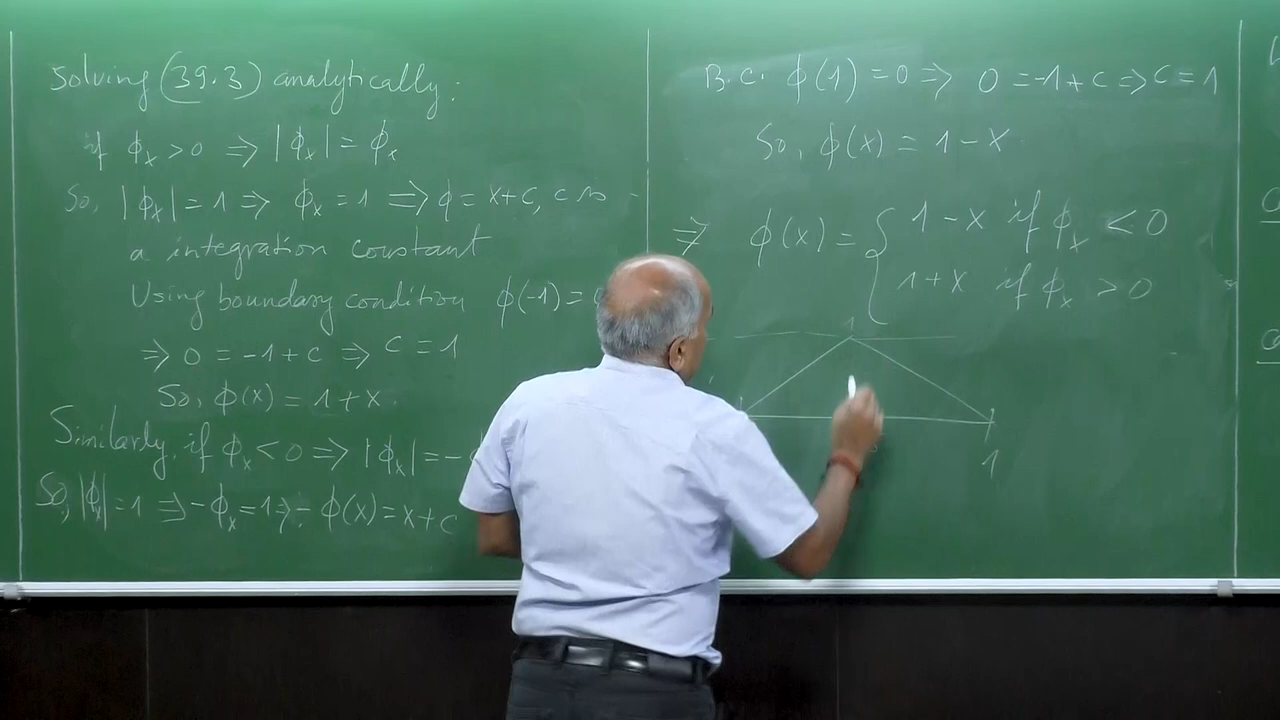 Solving (39.3) analytically:
if ϕₓ > 0 ⇒ |ϕₓ| = ϕₓ
So, |ϕₓ| = 1 ⇒ ϕₓ = 1 ⇒ ϕ = x + c, c is
a integration constant
Using boundary condition ϕ(-1) =
⇒ 0 = -1 + c ⇒ c = 1
So, ϕ(x) = 1 + x.
Similarly, if ϕₓ < 0 ⇒ |ϕₓ| = -
So, |ϕₓ| = 1 ⇒ -ϕₓ = 1 ⇒ - ϕ(x) = x + c
B.C. ϕ(1) = 0 ⇒ 0 = -1 + c ⇒ c = 1
So, ϕ(x) = 1 - x
⇒ ϕ(x) = { 1 - x if ϕₓ < 0
1 + x if ϕₓ > 0
1
1